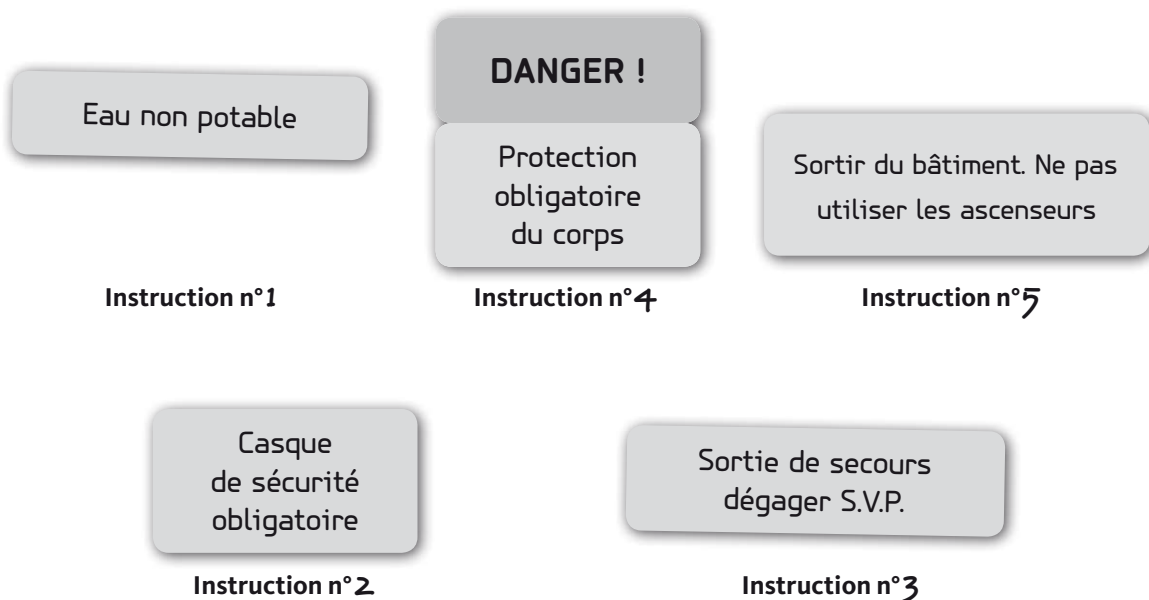 Eau non potable
Instruction n°1
DANGER !
Protection
obligatoire
du corps
Instruction n°4
Sortir du bâtiment. Ne pas
utiliser les ascenseurs
Instruction n°5
Casque
de sécurité
obligatoire
Instruction n°2
Sortie de secours
dégager S.V.P.
Instruction n°3